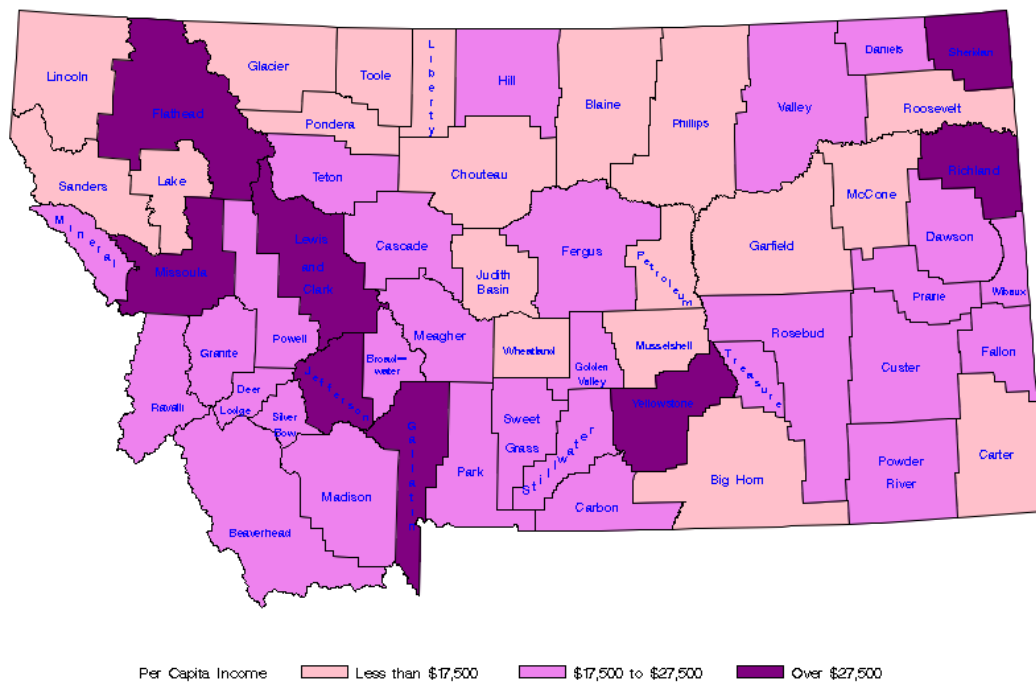 Lincoln
Flathead
Glacier
Toole
Liberty
Hill
Blaine
Phillips
Valley
Daniels
Sheridan
Roosevelt
Pondera
Sanders
Lake
Teton
Chouteau
McCone
Richland
Mineral
Missoula
Lewis
and
Clark
Cascade
Judith
Basin
Fergus
Petroleum
Garfield
Dawson
Prairie
Wibaux
Granite
Powell
Meagher
Broad-
water
Jefferson
Wheatland
Golden
Valley
Musselshell
Rosebud
Treasure
Custer
Fallon
Ravalli
Deer
Lodge
Silver
Bow
Gallatin
Park
Sweet
Grass
Stillwater
Yellowstone
Carbon
Big Horn
Powder
River
Carter
Beaverhead
Madison
Per Capita Income
Less than $17,500
$17,500 to $27,500
Over $27,500